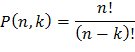 P(n,k) = n! / (n − k)!